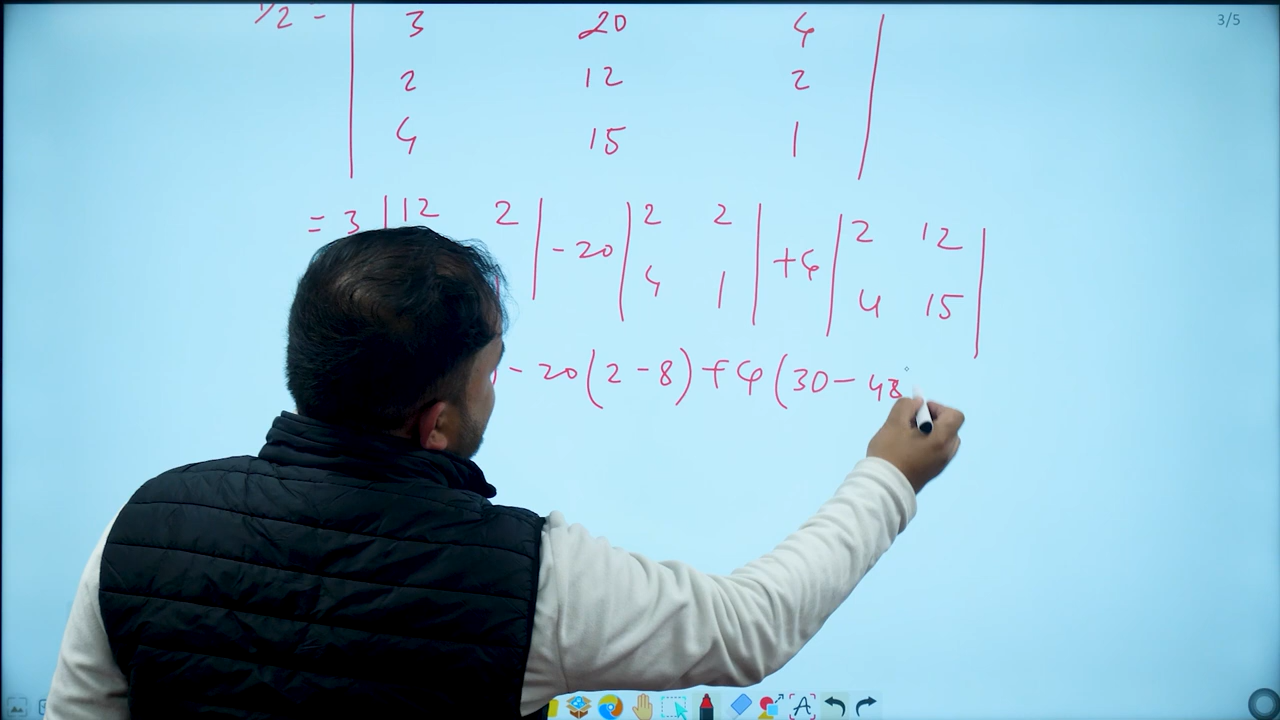 3/5
1/2 = | 3 20 4 |
| 2 12 2 |
| 4 15 1 |
= 3 | 12 2 | - 20 | 2 2 | + 4 | 2 12 |
| 4 1 | | 4 15 |
- 20 (2 - 8) + 4 (30 - 48